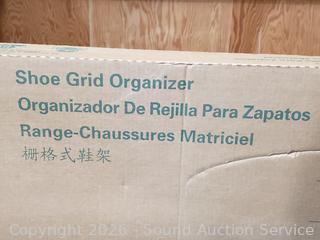 Shoe Grid Organizer
Organizador De Rejilla Para Zapatos
Range-Chaussures Matriciel
栅格式鞋架
Copyright 2026 - Sound Auction Service